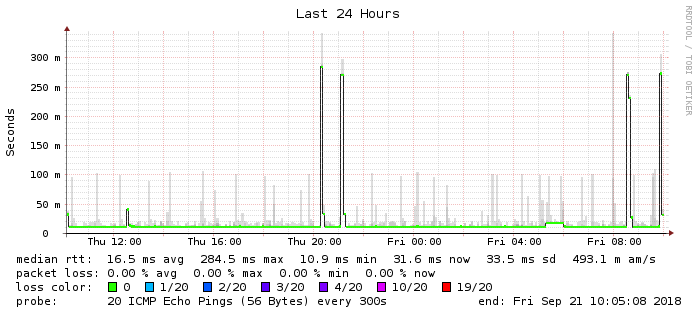 Last 24 Hours
RRDTOOL / TOBI OETIKER
Seconds
300 m
250 m
200 m
150 m
100 m
50 m
0
Thu 12:00 Thu 16:00 Thu 20:00 Fri 00:00 Fri 04:00 Fri 08:00
median rtt: 16.5 ms avg 284.5 ms max 10.9 ms min 31.6 ms now 33.5 ms sd 493.1 m am/s
packet loss: 0.00 % avg 0.00 % max 0.00 % min 0.00 % now
loss color: 0 1/20 2/20 3/20 4/20 10/20 19/20
probe: 20 ICMP Echo Pings (56 Bytes) every 300s end: Fri Sep 21 10:05:08 2018